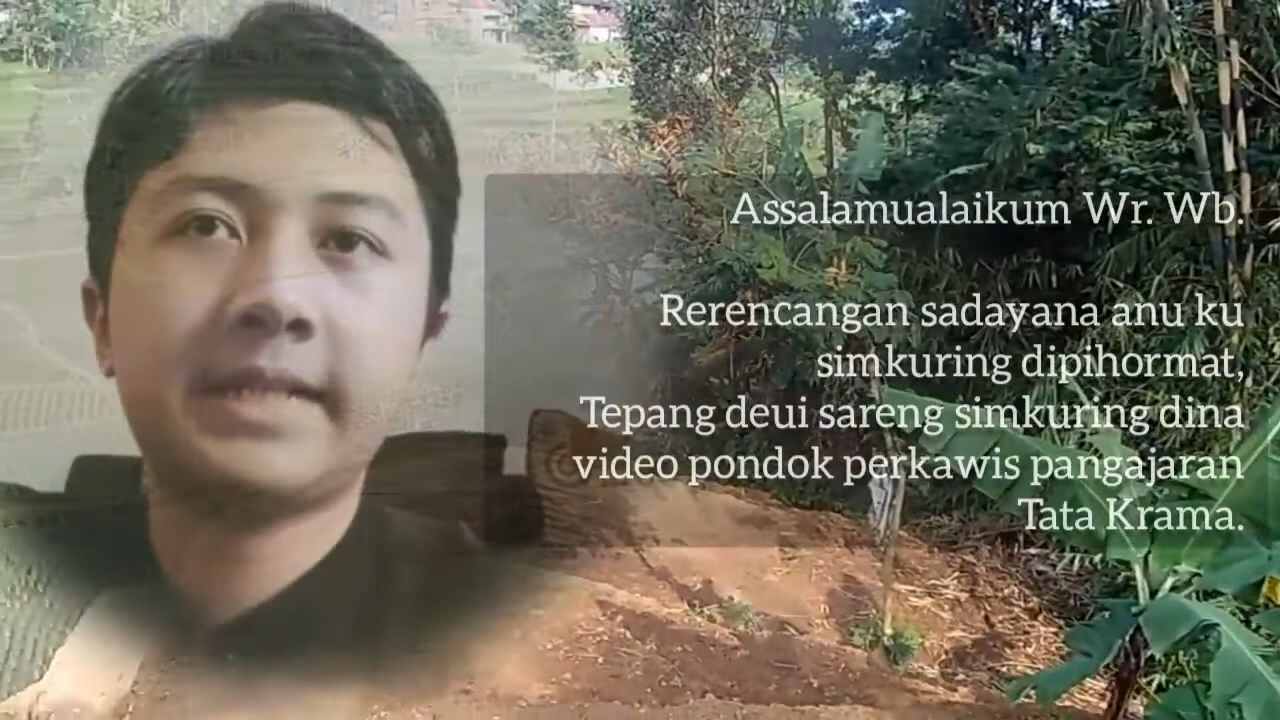 Assalamualaikum Wr. Wb.
Rerencangan sadayana anu ku
simkuring dipihormat,
Tepang deui sareng simkuring dina
video pondok perkawis pangajaran
Tata Krama.